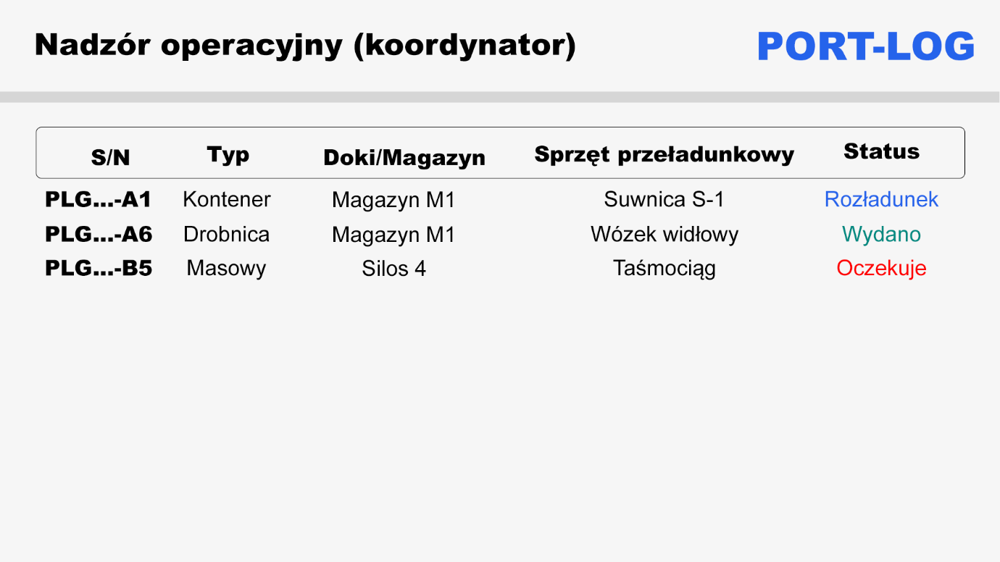 Nadzór operacyjny (koordynator) PORT-LOG
S/N Typ Doki/Magazyn Sprzęt przeładunkowy Status
PLG...-A1 Kontener Magazyn M1 Suwnica S-1 Rozładunek
PLG...-A6 Drobnica Magazyn M1 Wózek widłowy Wydano
PLG...-B5 Masowy Silos 4 Taśmociąg Oczekuje